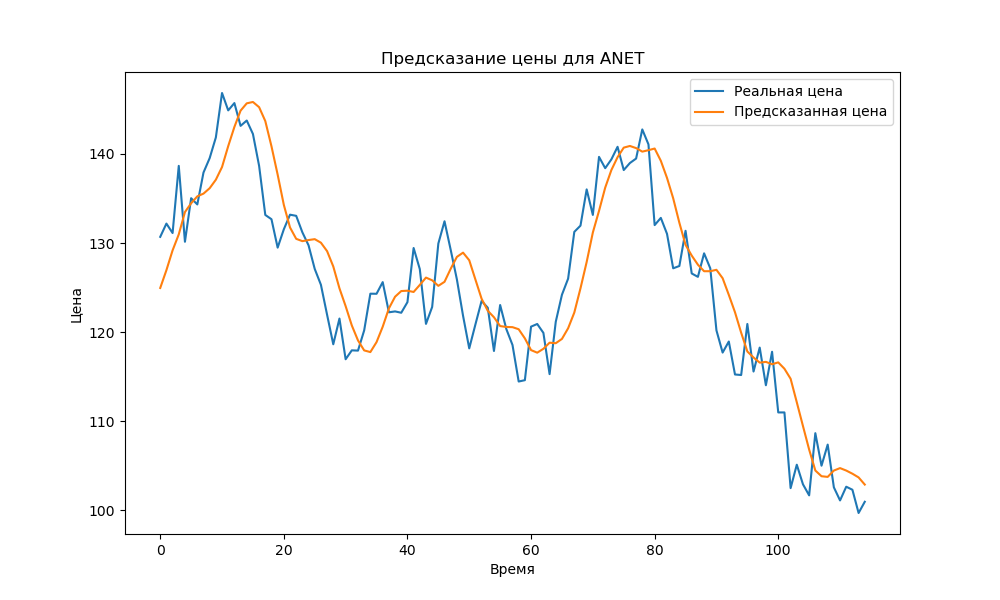 Предсказание цены для ANET
Реальная цена
Предсказанная цена
Цена
140
130
120
110
100
0 20 40 60 80 100
Время